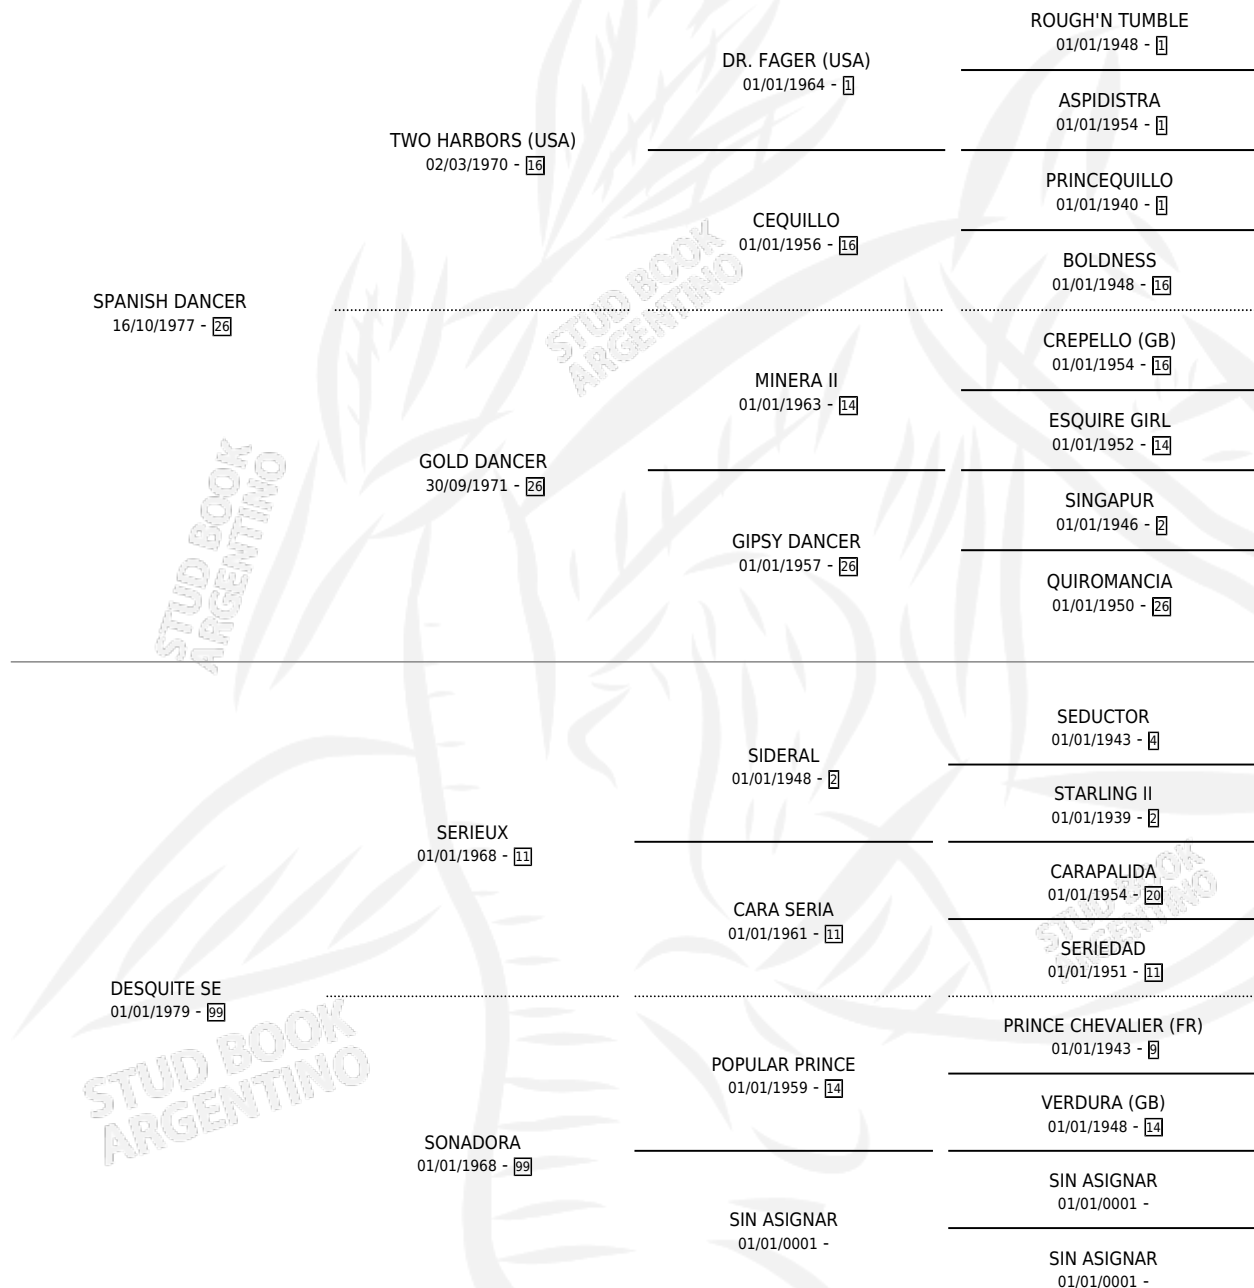 ROUGH'N TUMBLE
01/01/1948 - 1
DR. FAGER (USA)
01/01/1964 - 1
ASPIDISTRA
01/01/1954 - 1
TWO HARBORS (USA)
02/03/1970 - 16
PRINCEQUILLO
01/01/1940 - 1
CEQUILLO
01/01/1956 - 16
BOLDNESS
01/01/1948 - 16
SPANISH DANCER
16/10/1977 - 26
CREPELLO (GB)
01/01/1954 - 16
MINERA II
01/01/1963 - 14
ESQUIRE GIRL
01/01/1952 - 14
GOLD DANCER
30/09/1971 - 26
SINGAPUR
01/01/1946 - 2
GIPSY DANCER
01/01/1957 - 26
QUIROMANCIA
01/01/1950 - 26
STUD BOOK
ARGENTINO
STUD BOOK
ARGENTINO
SEDUCTOR
01/01/1943 - 4
SIDERAL
01/01/1948 - 2
STARLING II
01/01/1939 - 2
SERIEUX
01/01/1968 - 11
CARAPALIDA
01/01/1954 - 20
CARA SERIA
01/01/1961 - 11
SERIEDAD
01/01/1951 - 11
STUD BOOK
ARGENTINO
DESQUITE SE
01/01/1979 - 99
PRINCE CHEVALIER (FR)
01/01/1943 - 9
POPULAR PRINCE
01/01/1959 - 14
VERDURA (GB)
01/01/1948 - 14
STUD BOOK
ARGENTINO
SONADORA
01/01/1968 - 99
SIN ASIGNAR
01/01/0001 -
SIN ASIGNAR
01/01/0001 -
SIN ASIGNAR
01/01/0001 -